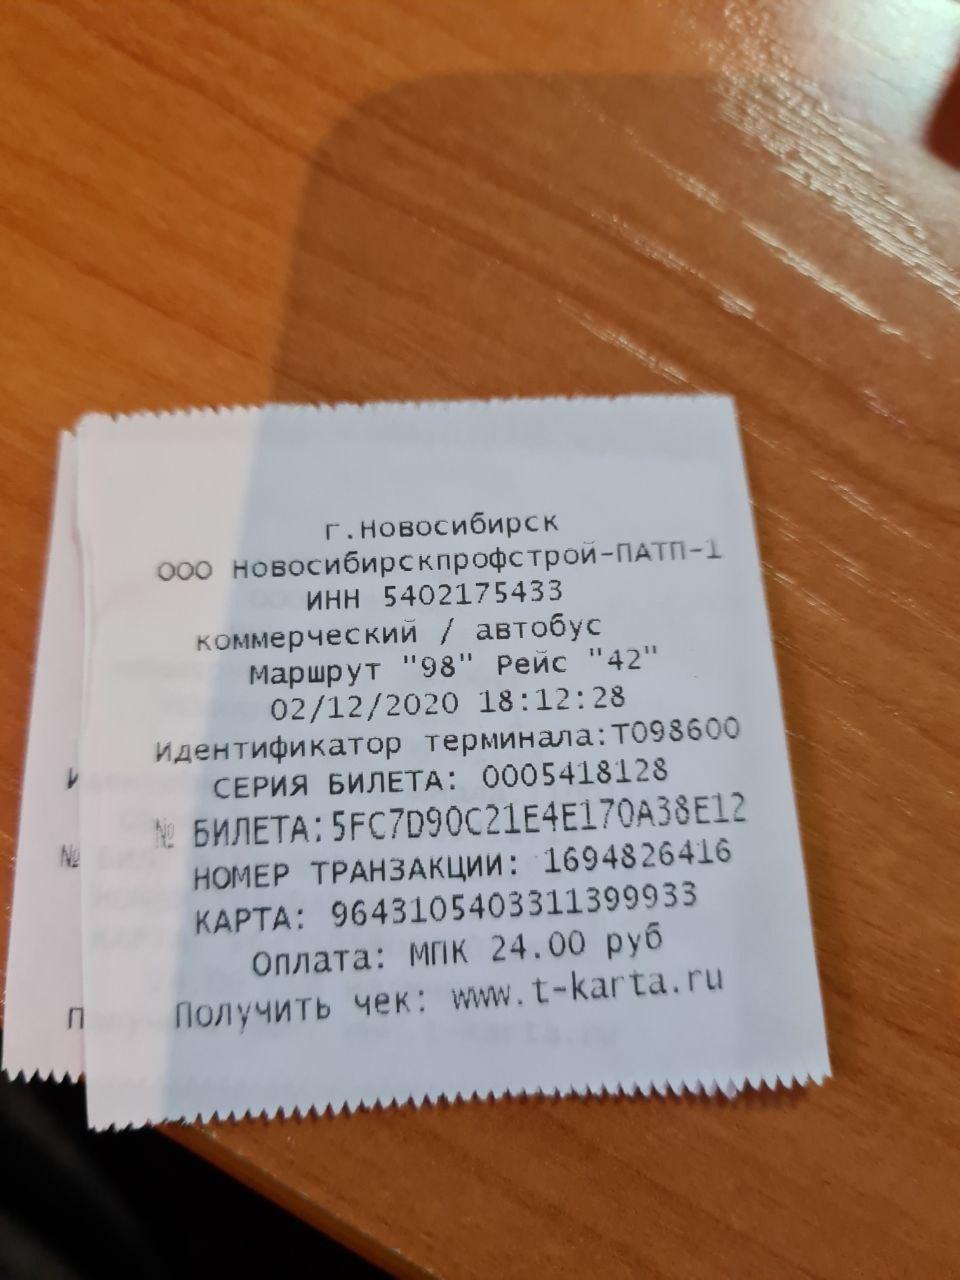 г.Новосибирск
ООО Новосибирскпрофстрой-ПАТП-1
ИНН 5402175433
коммерческий / автобус
Маршрут "98" Рейс "42"
02/12/2020 18:12:28
Идентификатор терминала:T098600
СЕРИЯ БИЛЕТА: 0005418128
№ БИЛЕТА:5FC7D90C21E4E170A38E12
НОМЕР ТРАНЗАКЦИИ: 1694826416
КАРТА: 9643105403311399933
Оплата: МПК 24.00 руб
Получить чек: www.t-karta.ru